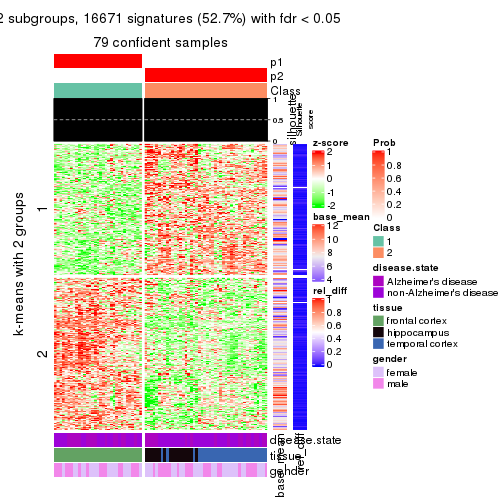 2 subgroups, 16671 signatures (52.7%) with fdr < 0.05
79 confident samples
p1
p2
Class
1
0.5
0
silhouette
Silhouette
score
k-means with 2 groups
1
2
disease.state
tissue
gender
base_mean
rel_diff
z-score
2
1
0
-1
-2
base_mean
12
10
8
6
4
rel_diff
1
0.8
0.6
0.4
0.2
0
Prob
1
0.8
0.6
0.4
0.2
0
Class
1
2
disease.state
Alzheimer's disease
non-Alzheimer's disease
tissue
frontal cortex
hippocampus
temporal cortex
gender
female
male